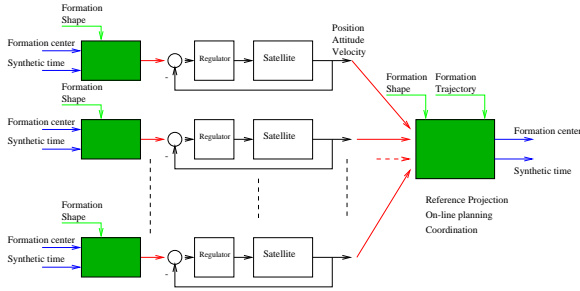 Formation
Shape
Formation center
Synthetic time
Regulator
Satellite
Position
Attitude
Velocity
-
Formation
Shape
Formation center
Synthetic time
Regulator
Satellite
-
Formation
Shape
Formation
Trajectory
Formation center
Synthetic time
Reference Projection
On-line planning
Coordination
Formation
Shape
Formation center
Synthetic time
Regulator
Satellite
-